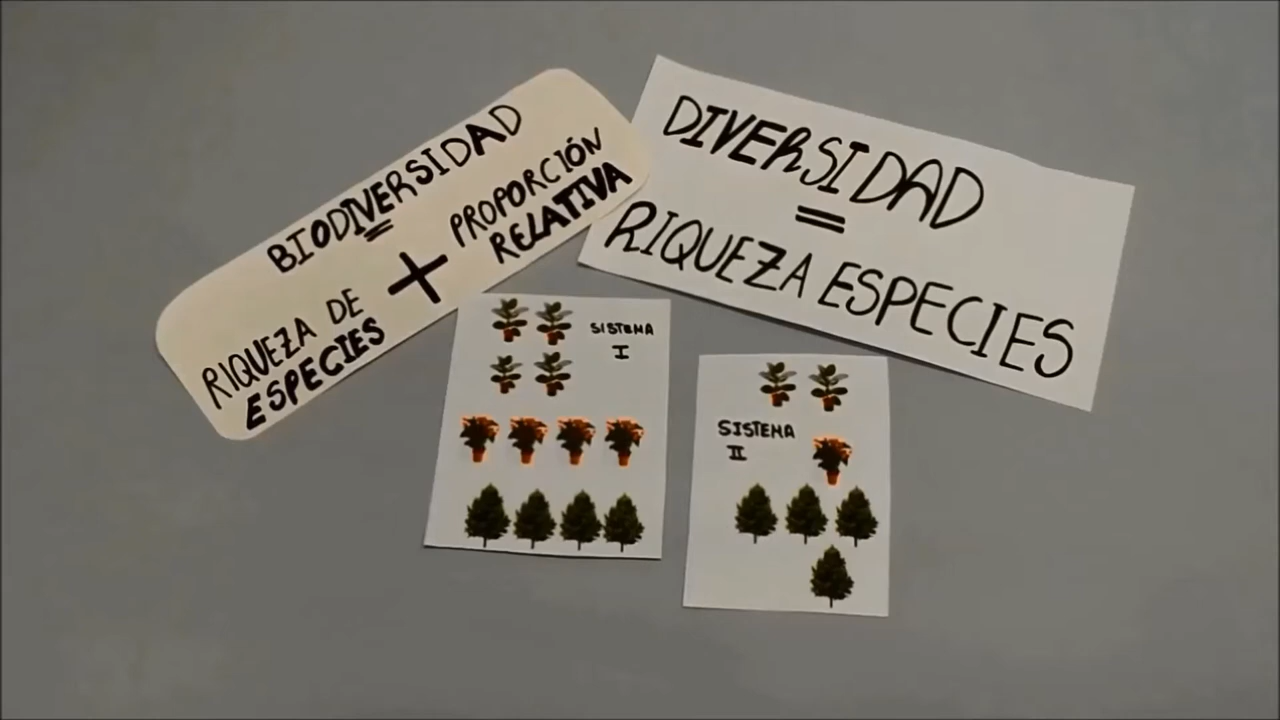 BIODIVERSIDAD
=
RIQUEZA DE
ESPECIES
+
PROPORCIÓN
RELATIVA
DIVERSIDAD
=
RIQUEZA ESPECIES
SISTEMA
I
SISTEMA
II